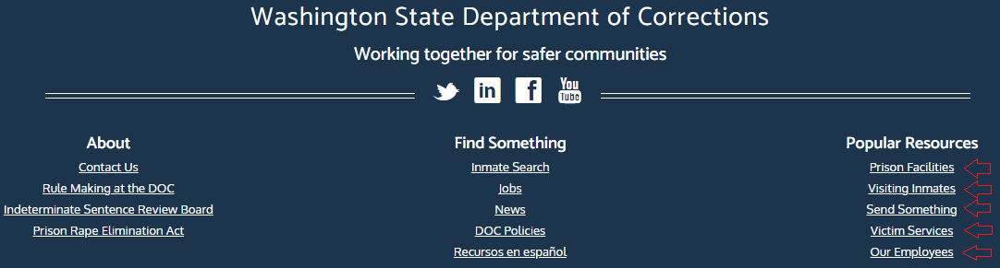 Washington State Department of Corrections
Working together for safer communities
in f You Tube
About
Contact Us
Rule Making at the DOC
Indeterminate Sentence Review Board
Prison Rape Elimination Act
Find Something
Inmate Search
Jobs
News
DOC Policies
Recursos en español
Popular Resources
Prison Facilities
Visiting Inmates
Send Something
Victim Services
Our Employees